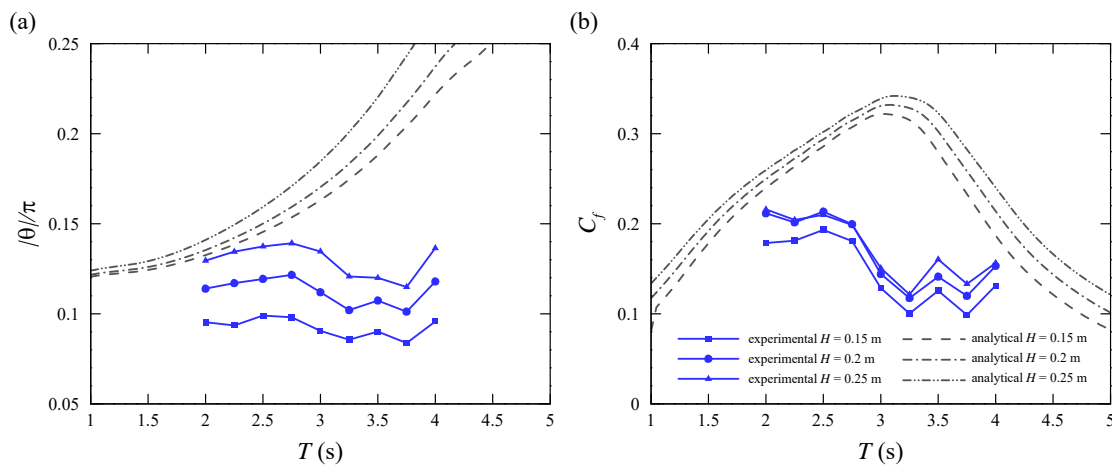 (a)
(b)
0.25
0.2
0.15
0.1
0.05
|θ|/π
1 1.5 2 2.5 3 3.5 4 4.5 5
T (s)
0.4
0.3
0.2
0.1
0
C_f
experimental H = 0.15 m
experimental H = 0.2 m
experimental H = 0.25 m
analytical H = 0.15 m
analytical H = 0.2 m
analytical H = 0.25 m
1 1.5 2 2.5 3 3.5 4 4.5 5
T (s)